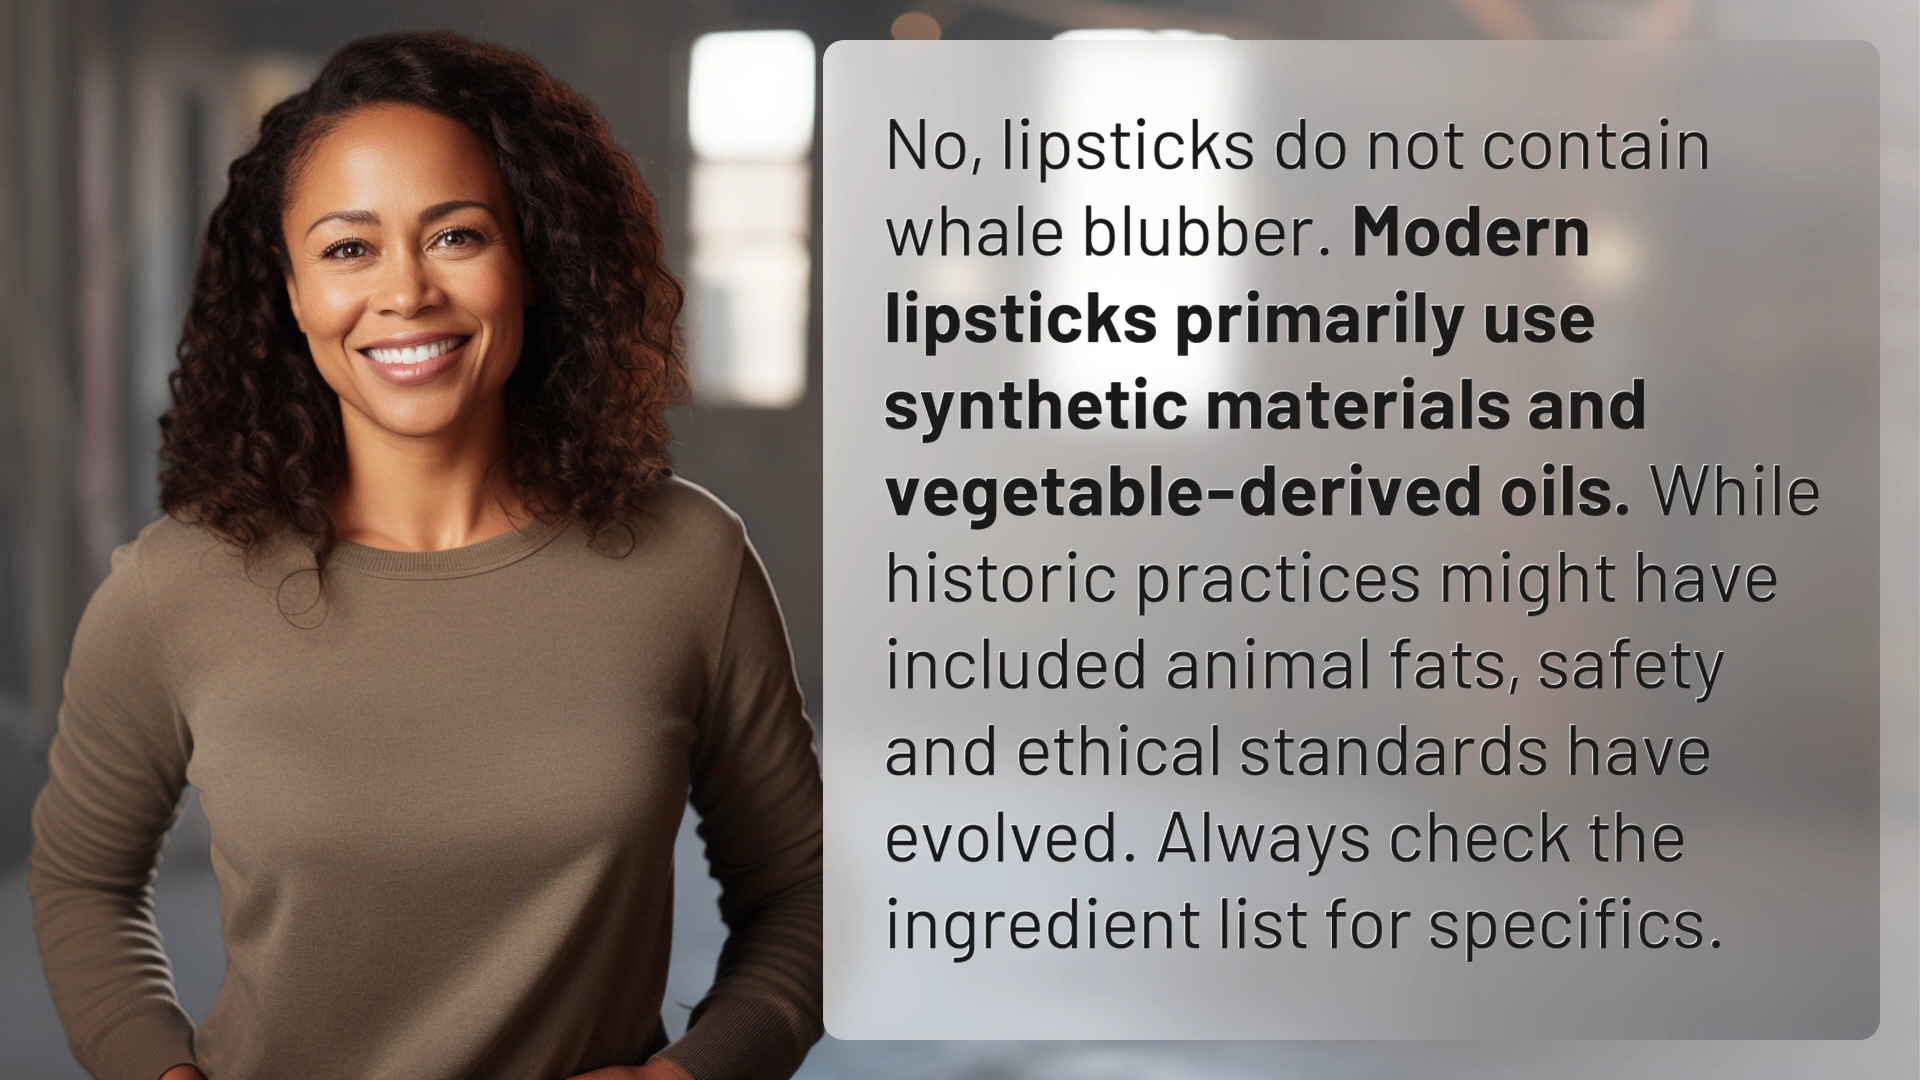 No, lipsticks do not contain
whale blubber. Modern
lipsticks primarily use
synthetic materials and
vegetable-derived oils. While
historic practices might have
included animal fats, safety
and ethical standards have
evolved. Always check the
ingredient list for specifics.